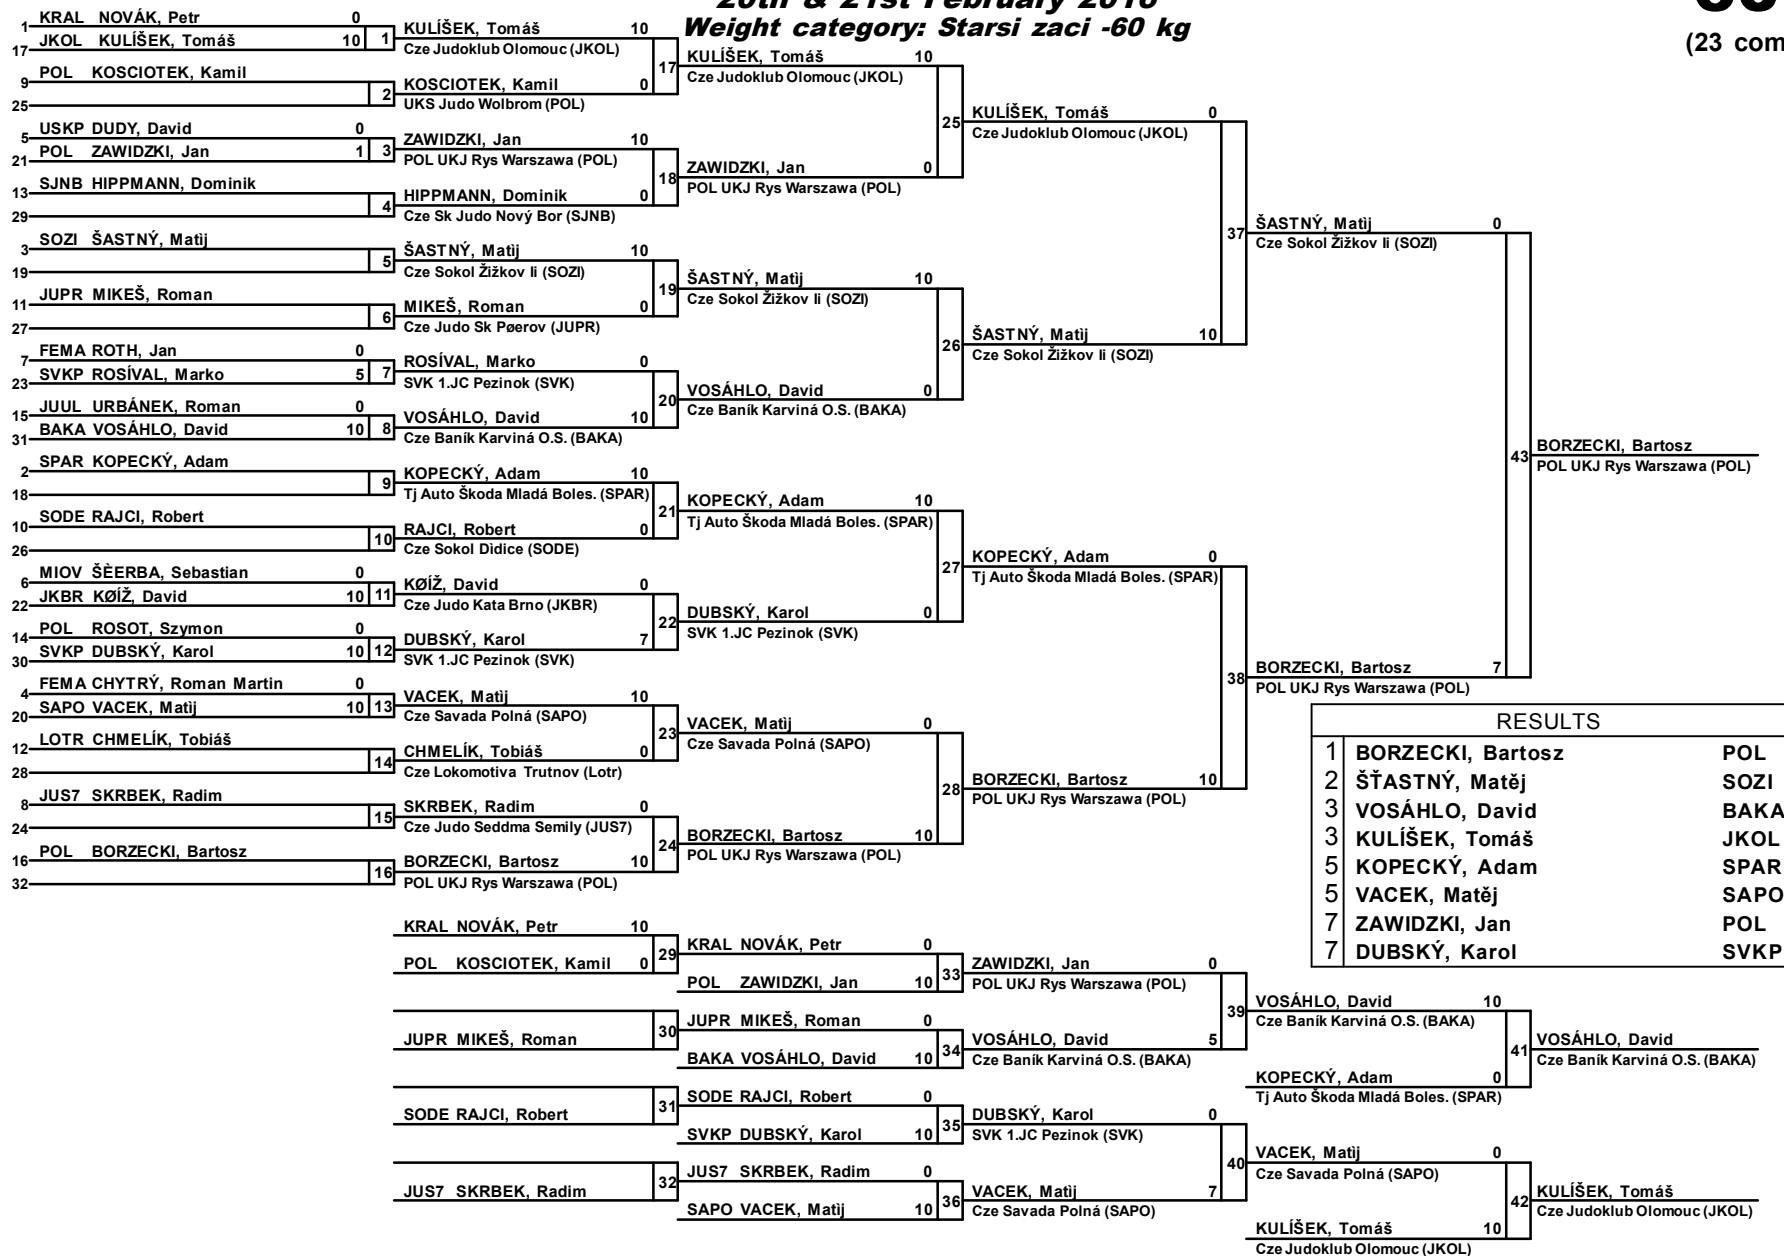 20th & 21st February 2016
Weight category: Starsi zaci -60 kg
(23 com
1 KRAL NOVÁK, Petr 0
17 JKOL KULÍŠEK, Tomáš 10
1
9 POL KOSCIOTEK, Kamil
25
2
5 USKP DUDY, David 0
21 POL ZAWIDZKI, Jan 1
3
13 SJNB HIPPMANN, Dominik
29
4
3 SOZI ŠASTNÝ, Matìj
19
5
11 JUPR MIKEŠ, Roman
27
6
7 FEMA ROTH, Jan 0
23 SVKP ROSÍVAL, Marko 5
7
15 JUUL URBÁNEK, Roman 0
31 BAKA VOSÁHLO, David 10
8
2 SPAR KOPECKÝ, Adam
18
9
10 SODE RAJCI, Robert
26
10
6 MIOV ŠÈERBA, Sebastian 0
22 JKBR KØÍŽ, David 10
11
14 POL ROSOT, Szymon 0
30 SVKP DUBSKÝ, Karol 10
12
4 FEMA CHYTRÝ, Roman Martin 0
20 SAPO VACEK, Matìj 10
13
12 LOTR CHMELÍK, Tobiáš
28
14
8 JUS7 SKRBEK, Radim
24
15
16 POL BORZECKI, Bartosz
32
16
KULÍŠEK, Tomáš 10
Cze Judoklub Olomouc (JKOL)
KOSCIOTEK, Kamil 0
UKS Judo Wolbrom (POL)
17
ZAWIDZKI, Jan 10
POL UKJ Rys Warszawa (POL)
HIPPMANN, Dominik 0
Cze Sk Judo Nový Bor (SJNB)
18
ŠASTNÝ, Matìj 10
Cze Sokol Žižkov Ii (SOZI)
MIKEŠ, Roman 0
Cze Judo Sk Pøerov (JUPR)
19
ROSÍVAL, Marko 0
SVK 1.JC Pezinok (SVK)
VOSÁHLO, David 10
Cze Baník Karviná O.S. (BAKA)
20
KOPECKÝ, Adam 10
Tj Auto Škoda Mladá Boles. (SPAR)
RAJCI, Robert 0
Cze Sokol Dìdice (SODE)
21
KØÍŽ, David 0
Cze Judo Kata Brno (JKBR)
DUBSKÝ, Karol 7
SVK 1.JC Pezinok (SVK)
22
VACEK, Matìj 10
Cze Savada Polná (SAPO)
CHMELÍK, Tobiáš 0
Cze Lokomotiva Trutnov (Lotr)
23
SKRBEK, Radim 0
Cze Judo Seddma Semily (JUS7)
BORZECKI, Bartosz 10
POL UKJ Rys Warszawa (POL)
24
KULÍŠEK, Tomáš 10
Cze Judoklub Olomouc (JKOL)
ZAWIDZKI, Jan 0
POL UKJ Rys Warszawa (POL)
25
ŠASTNÝ, Matìj 10
Cze Sokol Žižkov Ii (SOZI)
VOSÁHLO, David 0
Cze Baník Karviná O.S. (BAKA)
26
KOPECKÝ, Adam 10
Tj Auto Škoda Mladá Boles. (SPAR)
DUBSKÝ, Karol 0
SVK 1.JC Pezinok (SVK)
27
VACEK, Matìj 0
Cze Savada Polná (SAPO)
BORZECKI, Bartosz 10
POL UKJ Rys Warszawa (POL)
28
KULÍŠEK, Tomáš 0
Cze Judoklub Olomouc (JKOL)
ŠASTNÝ, Matìj 10
Cze Sokol Žižkov Ii (SOZI)
37
KOPECKÝ, Adam 0
Tj Auto Škoda Mladá Boles. (SPAR)
BORZECKI, Bartosz 10
POL UKJ Rys Warszawa (POL)
38
ŠASTNÝ, Matìj 0
Cze Sokol Žižkov Ii (SOZI)
BORZECKI, Bartosz 7
POL UKJ Rys Warszawa (POL)
43
BORZECKI, Bartosz
POL UKJ Rys Warszawa (POL)
RESULTS
1 BORZECKI, Bartosz POL
2 ŠŤASTNÝ, Matěj SOZI
3 VOSÁHLO, David BAKA
3 KULÍŠEK, Tomáš JKOL
5 KOPECKÝ, Adam SPAR
5 VACEK, Matěj SAPO
7 ZAWIDZKI, Jan POL
7 DUBSKÝ, Karol SVKP
KRAL NOVÁK, Petr 10
POL KOSCIOTEK, Kamil 0
29
JUPR MIKEŠ, Roman
30
SODE RAJCI, Robert
31
JUS7 SKRBEK, Radim
32
KRAL NOVÁK, Petr 0
POL ZAWIDZKI, Jan 10
33
JUPR MIKEŠ, Roman 0
BAKA VOSÁHLO, David 10
34
SODE RAJCI, Robert 0
SVKP DUBSKÝ, Karol 10
35
JUS7 SKRBEK, Radim 0
SAPO VACEK, Matìj 10
36
ZAWIDZKI, Jan 0
POL UKJ Rys Warszawa (POL)
VOSÁHLO, David 5
Cze Baník Karviná O.S. (BAKA)
39
DUBSKÝ, Karol 0
SVK 1.JC Pezinok (SVK)
VACEK, Matìj 7
Cze Savada Polná (SAPO)
40
VOSÁHLO, David 10
Cze Baník Karviná O.S. (BAKA)
KOPECKÝ, Adam 0
Tj Auto Škoda Mladá Boles. (SPAR)
41
VACEK, Matìj 0
Cze Savada Polná (SAPO)
KULÍŠEK, Tomáš 10
Cze Judoklub Olomouc (JKOL)
42
VOSÁHLO, David
Cze Baník Karviná O.S. (BAKA)
KULÍŠEK, Tomáš
Cze Judoklub Olomouc (JKOL)